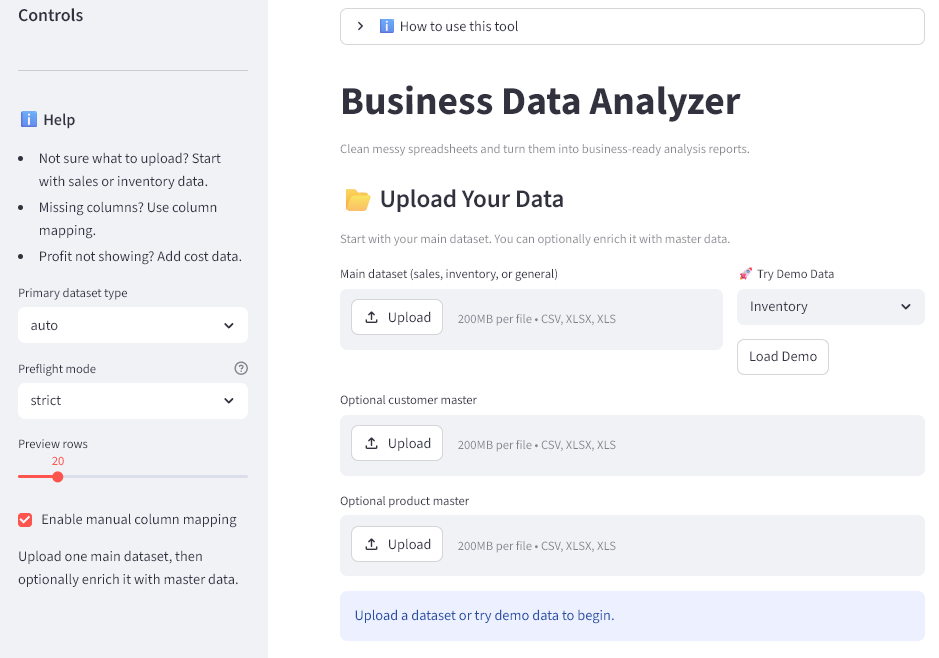 Controls
Help
Not sure what to upload? Start
with sales or inventory data.
Missing columns? Use column
mapping.
Profit not showing? Add cost data.
Primary dataset type
auto
Preflight mode
strict
Preview rows
20
Enable manual column mapping
Upload one main dataset, then
optionally enrich it with master data.
How to use this tool
Business Data Analyzer
Clean messy spreadsheets and turn them into business-ready analysis reports.
Upload Your Data
Start with your main dataset. You can optionally enrich it with master data.
Main dataset (sales, inventory, or general)
Upload
200MB per file • CSV, XLSX, XLS
Try Demo Data
Inventory
Load Demo
Optional customer master
Upload
200MB per file • CSV, XLSX, XLS
Optional product master
Upload
200MB per file • CSV, XLSX, XLS
Upload a dataset or try demo data to begin.